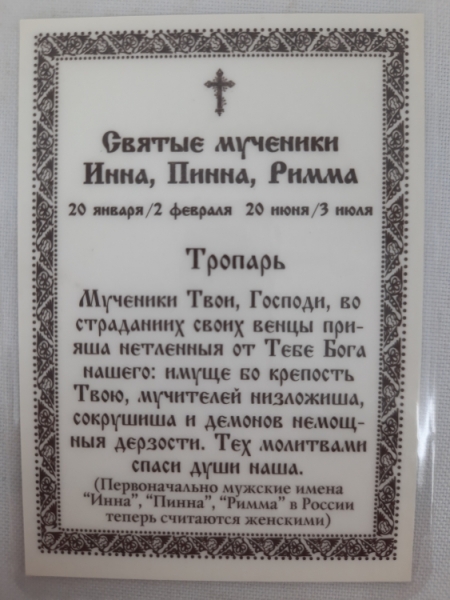 Святые мученики
Инна, Пинна, Римма
20 января/2 февраля 20 июня/3 июля
Тропарь
Мученики Твои, Господи, во
страданиих своих венцы при-
яша нетленныя от Тебе Бога
нашего: имуще бо крепость
Твою, мучителей низложиша,
сокрушиша и демонов немощ-
ныя дерзости. Тех молитвами
спаси души наша.
(Первоначально мужские имена
“Инна”, “Пинна”, “Римма” в России
теперь считаются женскими)